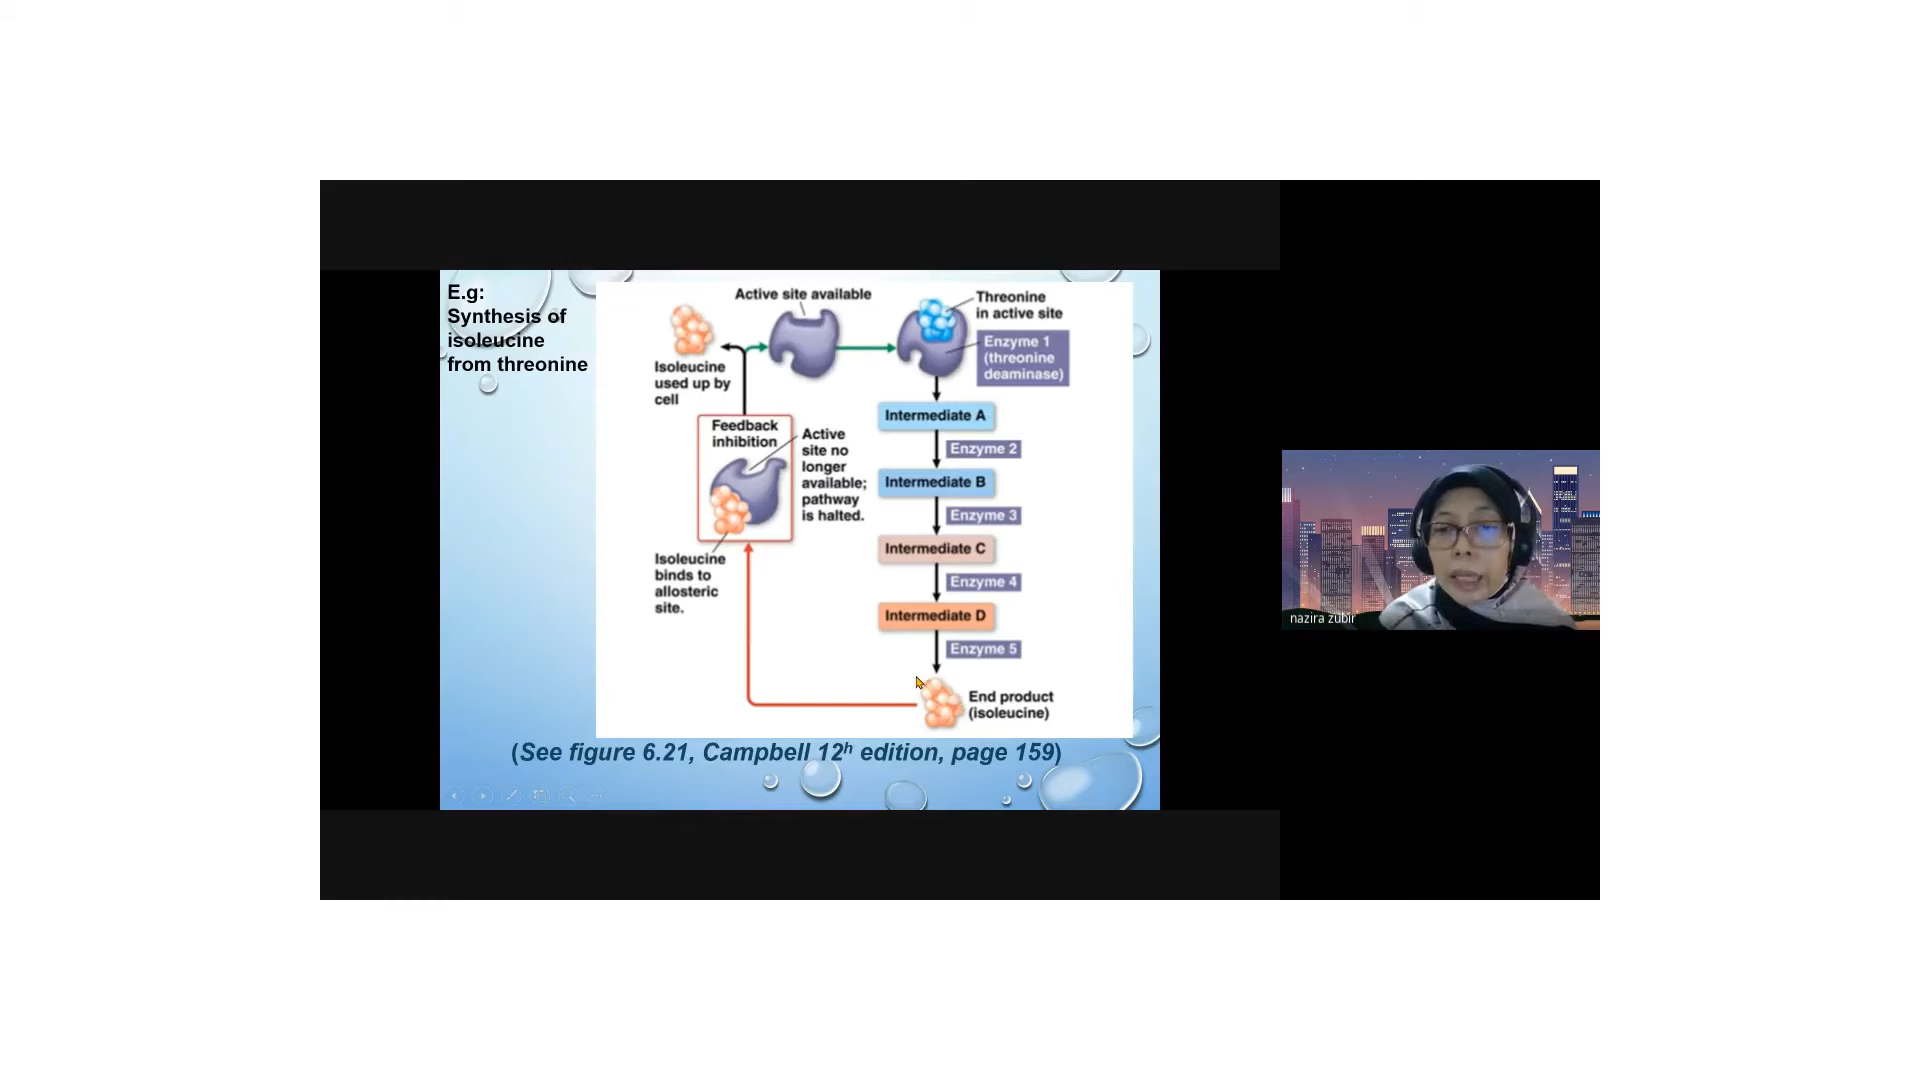 E.g:
Synthesis of
isoleucine
from threonine
Active site available
Threonine
in active site
Enzyme 1
(threonine
deaminase)
Isoleucine
used up by
cell
Feedback
inhibition
Active
site no
longer
available;
pathway
is halted.
Isoleucine
binds to
allosteric
site.
Intermediate A
Enzyme 2
Intermediate B
Enzyme 3
Intermediate C
Enzyme 4
Intermediate D
Enzyme 5
End product
(isoleucine)
(See figure 6.21, Campbell 12h edition, page 159)
nazira zubir